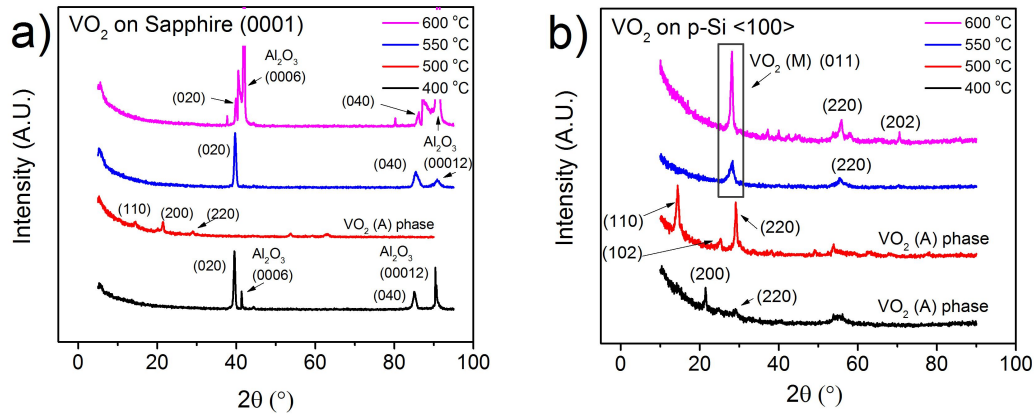 a)
VO2 on Sapphire (0001)
600 °C
550 °C
500 °C
400 °C
Al2O3
(0006)
(020)
(040)
Al2O3
(00012)
(020)
(040)
(110)
(200)
(220)
VO2 (A) phase
(020)
Al2O3
(0006)
Al2O3
(00012)
(040)
Intensity (A.U.)
0 20 40 60 80 100
2θ (°)
b)
VO2 on p-Si <100>
600 °C
550 °C
500 °C
400 °C
VO2 (M) (011)
(220)
(202)
(220)
(110)
(102)
(220)
VO2 (A) phase
(200)
(220)
VO2 (A) phase
Intensity (A.U.)
0 20 40 60 80 100
2θ (°)